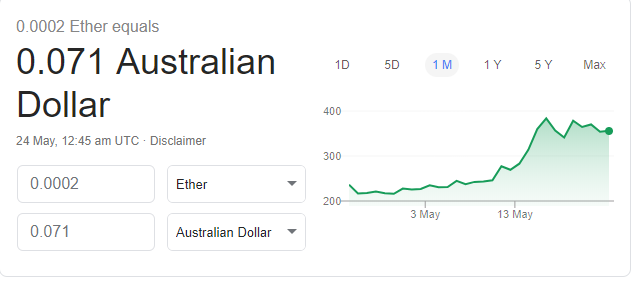 0.0002 Ether equals
0.071 Australian
Dollar
24 May, 12:45 am UTC · Disclaimer
0.0002 Ether
0.071 Australian Dollar
1D 5D 1 M 1 Y 5 Y Max
400
300
200
3 May 13 May